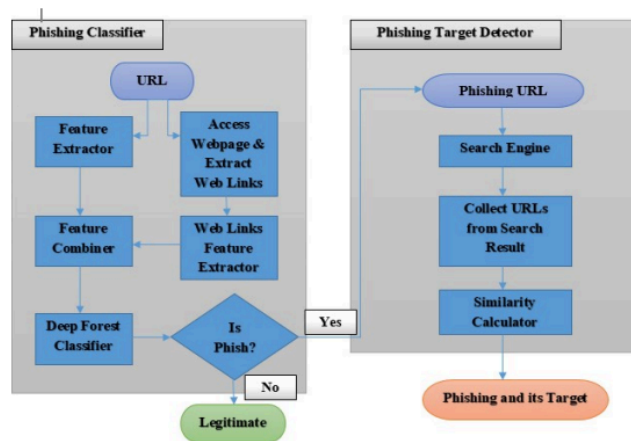 Phishing Classifier
URL
Feature
Extractor
Access
Webpage &
Extract
Web Links
Feature
Combiner
Web Links
Feature
Extractor
Deep Forest
Classifier
Is
Phish?
Yes
No
Legitimate
Phishing Target Detector
Phishing URL
Search Engine
Collect URLs
from Search
Result
Similarity
Calculator
Phishing and its Target